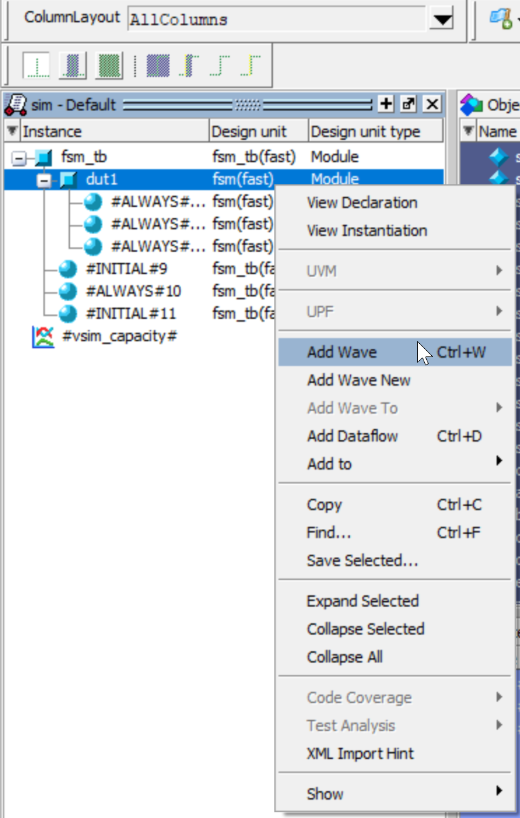 ColumnLayout AllColumns
sim - Default
Obje
Instance Design unit Design unit type
Name
fsm_tb fsm_tb(fast) Module
dut1 fsm(fast) Module
#ALWAYS#... fsm(fast)
#ALWAYS#... fsm(fast)
#ALWAYS#... fsm(fast)
#INITIAL#9 fsm_tb(fa
#ALWAYS#10 fsm_tb(fa
#INITIAL#11 fsm_tb(fa
#vsim_capacity#
View Declaration
View Instantiation
UVM
UPF
Add Wave Ctrl+W
Add Wave New
Add Wave To
Add Dataflow Ctrl+D
Add to
Copy Ctrl+C
Find... Ctrl+F
Save Selected...
Expand Selected
Collapse Selected
Collapse All
Code Coverage
Test Analysis
XML Import Hint
Show